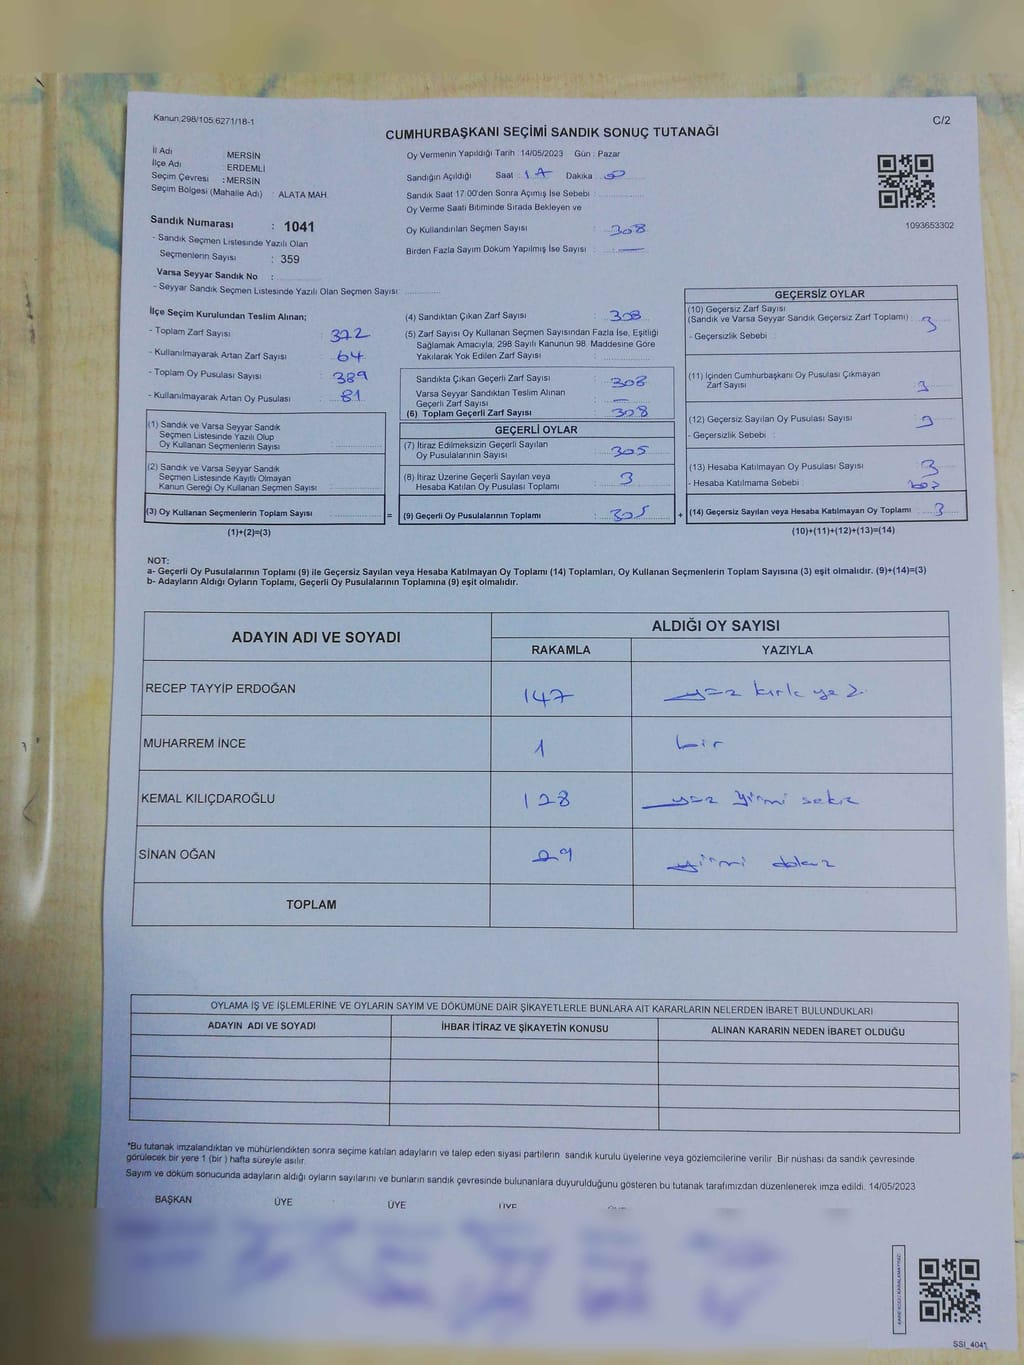 Kanun:298/105:6271/18-1
C/2
CUMHURBAŞKANI SEÇİMİ SANDIK SONUÇ TUTANAĞI
İl Adı : MERSİN
İlçe Adı : ERDEMLİ
Seçim Çevresi : MERSİN
Seçim Bölgesi (Mahalle Adı) : ALATA MAH.
Sandık Numarası : 1041
- Sandık Seçmen Listesinde Yazılı Olan
Seçmenlerin Sayısı : 359
Varsa Seyyar Sandık No :
- Seyyar Sandık Seçmen Listesinde Yazılı Olan Seçmen Sayısı:
Oy Vermenin Yapıldığı Tarih :14/05/2023 Gün : Pazar
Sandığın Açıldığı Saat : Dakika :
Sandık Saat 17:00'den Sonra Açımış İse Sebebi :
Oy Verme Saati Bitiminde Sırada Bekleyen ve
Oy Kullandırılan Seçmen Sayısı : 308
Birden Fazla Sayım Döküm Yapılmış İse Sayısı : —
1093653302
İlçe Seçim Kurulundan Teslim Alınan;
- Toplam Zarf Sayısı : 372
- Kullanılmayarak Artan Zarf Sayısı : 64
- Toplam Oy Pusulası Sayısı : 389
- Kullanılmayarak Artan Oy Pusulası : 81
(1) Sandık ve Varsa Seyyar Sandık
Seçmen Listesinde Yazılı Olup
Oy Kullanan Seçmenlerin Sayısı :
(2) Sandık ve Varsa Seyyar Sandık
Seçmen Listesinde Kayıtlı Olmayan
Kanun Gereği Oy Kullanan Seçmen Sayısı :
(3) Oy Kullanan Seçmenlerin Toplam Sayısı :
(1)+(2)=(3)
=
(4) Sandıktan Çıkan Zarf Sayısı : 308
(5) Zarf Sayısı Oy Kullanan Seçmen Sayısından Fazla İse, Eşitliği
Sağlamak Amacıyla, 298 Sayılı Kanunun 98. Maddesine Göre
Yakılarak Yok Edilen Zarf Sayısı :
Sandıkta Çıkan Geçerli Zarf Sayısı : 308
Varsa Seyyar Sandıktan Teslim Alınan
Geçerli Zarf Sayısı : —
(6) Toplam Geçerli Zarf Sayısı : 308
GEÇERLİ OYLAR
(7) İtiraz Edilmeksizin Geçerli Sayılan
Oy Pusulalarının Sayısı : 305
(8) İtiraz Üzerine Geçerli Sayılan veya
Hesaba Katılan Oy Pusulası Toplamı : 3
(9) Geçerli Oy Pusulalarının Toplamı : 305
+
GEÇERSİZ OYLAR
(10) Geçersiz Zarf Sayısı
(Sandık ve Varsa Seyyar Sandık Geçersiz Zarf Toplamı) : 3
- Geçersizlik Sebebi :
(11) İçinden Cumhurbaşkanı Oy Pusulası Çıkmayan
Zarf Sayısı : 3
(12) Geçersiz Sayılan Oy Pusulası Sayısı : 3
- Geçersizlik Sebebi :
(13) Hesaba Katılmayan Oy Pusulası Sayısı : 3
- Hesaba Katılmama Sebebi :
(14) Geçersiz Sayılan veya Hesaba Katılmayan Oy Toplamı : 3
(10)+(11)+(12)+(13)=(14)
NOT:
a- Geçerli Oy Pusulalarının Toplamı (9) ile Geçersiz Sayılan veya Hesaba Katılmayan Oy Toplamı (14) Toplamları, Oy Kullanan Seçmenlerin Toplam Sayısına (3) eşit olmalıdır. (9)+(14)=(3)
b- Adayların Aldığı Oyların Toplamı, Geçerli Oy Pusulalarının Toplamına (9) eşit olmalıdır.
ADAYIN ADI VE SOYADI
ALDIĞI OY SAYISI
RAKAMLA YAZIYLA
RECEP TAYYİP ERDOĞAN 147 yüz kırk yedi
MUHARREM İNCE 1 bir
KEMAL KILIÇDAROĞLU 128 yüz yirmi sekiz
SİNAN OĞAN 29 yirmi dokuz
TOPLAM
OYLAMA İŞ VE İŞLEMLERİNE VE OYLARIN SAYIM VE DÖKÜMÜNE DAİR ŞİKAYETLERLE BUNLARA AİT KARARLARIN NELERDEN İBARET BULUNDUKLARI
ADAYIN ADI VE SOYADI İHBAR İTİRAZ VE ŞİKAYETİN KONUSU ALINAN KARARIN NEDEN İBARET OLDUĞU
*Bu tutanak imzalandıktan ve mühürlendikten sonra seçime katılan adayların ve talep eden siyasi partilerin sandık kurulu üyelerine veya gözlemcilerine verilir. Bir nüshası da sandık çevresinde
görülecek bir yere 1 (bir ) hafta süreyle asılır.
Sayım ve döküm sonucunda adayların aldığı oyların sayılarını ve bunların sandık çevresinde bulunanlara duyurulduğunu gösteren bu tutanak tarafımızdan düzenlenerek imza edildi. 14/05/2023
BAŞKAN ÜYE ÜYE ÜYE
SSI_4041